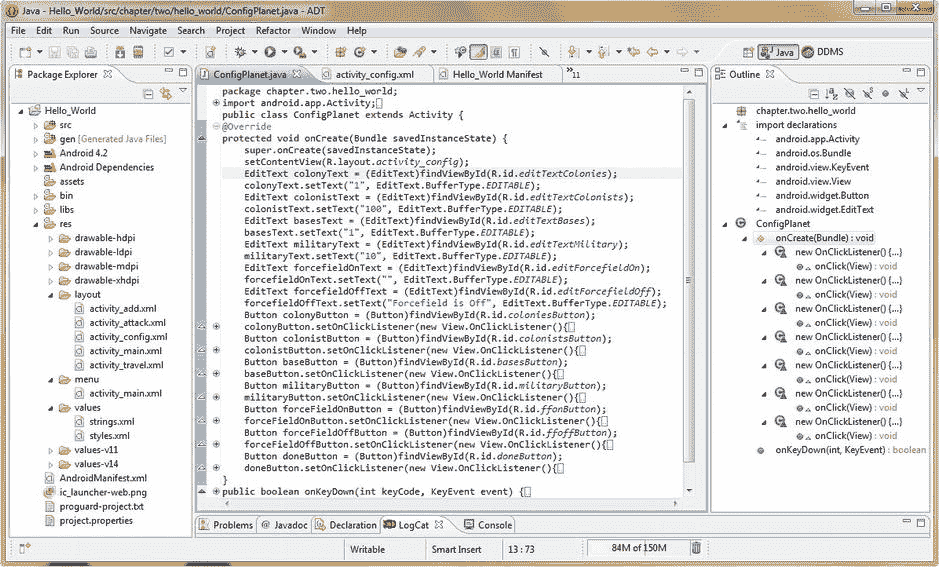 Java - Hello_World/src/chapter/two/hello_world/ConfigPlanet.java - ADT
File Edit Run Source Navigate Search Project Refactor Window Help
Java DDMS
Package Explorer
Hello_World
src
gen [Generated Java Files]
Android 4.2
Android Dependencies
assets
bin
libs
res
drawable-hdpi
drawable-ldpi
drawable-mdpi
drawable-xhdpi
layout
activity_add.xml
activity_attack.xml
activity_config.xml
activity_main.xml
activity_travel.xml
menu
activity_main.xml
values
strings.xml
styles.xml
values-v11
values-v14
AndroidManifest.xml
ic_launcher-web.png
proguard-project.txt
project.properties
ConfigPlanet.java activity_config.xml Hello_World Manifest »11
package chapter.two.hello_world;
import android.app.Activity;
public class ConfigPlanet extends Activity {
@Override
protected void onCreate(Bundle savedInstanceState) {
super.onCreate(savedInstanceState);
setContentView(R.layout.activity_config);
EditText colonyText = (EditText)findViewById(R.id.editTextColonies);
colonyText.setText("1", EditText.BufferType.EDITABLE);
EditText colonistText = (EditText)findViewById(R.id.editTextColonists);
colonistText.setText("100", EditText.BufferType.EDITABLE);
EditText basesText = (EditText)findViewById(R.id.editTextBases);
basesText.setText("1", EditText.BufferType.EDITABLE);
EditText militaryText = (EditText)findViewById(R.id.editTextMilitary);
militaryText.setText("10", EditText.BufferType.EDITABLE);
EditText forcefieldOnText = (EditText)findViewById(R.id.editForcefieldOn);
forcefieldOnText.setText("", EditText.BufferType.EDITABLE);
EditText forcefieldOffText = (EditText)findViewById(R.id.editForcefieldOff);
forcefieldOffText.setText("Forcefield is Off", EditText.BufferType.EDITABLE);
Button colonyButton = (Button)findViewById(R.id.coloniesButton);
colonyButton.setOnClickListener(new View.OnClickListener(){
Button colonistButton = (Button)findViewById(R.id.colonistsButton);
colonistButton.setOnClickListener(new View.OnClickListener(){
Button baseButton = (Button)findViewById(R.id.basesButton);
baseButton.setOnClickListener(new View.OnClickListener(){
Button militaryButton = (Button)findViewById(R.id.militaryButton);
militaryButton.setOnClickListener(new View.OnClickListener(){
Button forceFieldOnButton = (Button)findViewById(R.id.ffonButton);
forceFieldOnButton.setOnClickListener(new View.OnClickListener(){
Button forceFieldOffButton = (Button)findViewById(R.id.ffoffButton);
forceFieldOffButton.setOnClickListener(new View.OnClickListener(){
Button doneButton = (Button)findViewById(R.id.doneButton);
doneButton.setOnClickListener(new View.OnClickListener(){
}
public boolean onKeyDown(int keyCode, KeyEvent event) {
Outline
chapter.two.hello_world
import declarations
android.app.Activity
android.os.Bundle
android.view.KeyEvent
android.view.View
android.widget.Button
android.widget.EditText
ConfigPlanet
onCreate(Bundle) : void
new OnClickListener() {...}
onClick(View) : void
new OnClickListener() {...}
onClick(View) : void
new OnClickListener() {...}
onClick(View) : void
new OnClickListener() {...}
onClick(View) : void
new OnClickListener() {...}
onClick(View) : void
new OnClickListener() {...}
onClick(View) : void
new OnClickListener() {...}
onClick(View) : void
onKeyDown(int, KeyEvent) : boolean
Problems Javadoc Declaration LogCat Console
Writable Smart Insert 13 : 73 84M of 150M